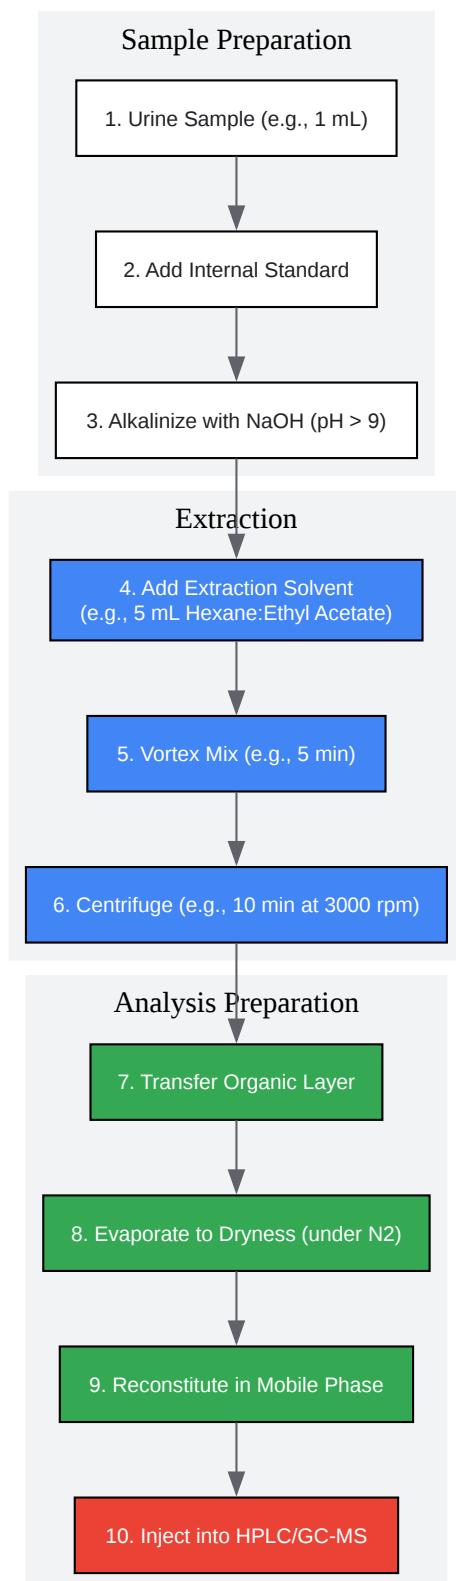 Sample Preparation
1. Urine Sample (e.g., 1 mL)
2. Add Internal Standard
3. Alkalinize with NaOH (pH > 9)
Extraction
4. Add Extraction Solvent
(e.g., 5 mL Hexane:Ethyl Acetate)
5. Vortex Mix (e.g., 5 min)
6. Centrifuge (e.g., 10 min at 3000 rpm)
Analysis Preparation
7. Transfer Organic Layer
8. Evaporate to Dryness (under N2)
9. Reconstitute in Mobile Phase
10. Inject into HPLC/GC-MS